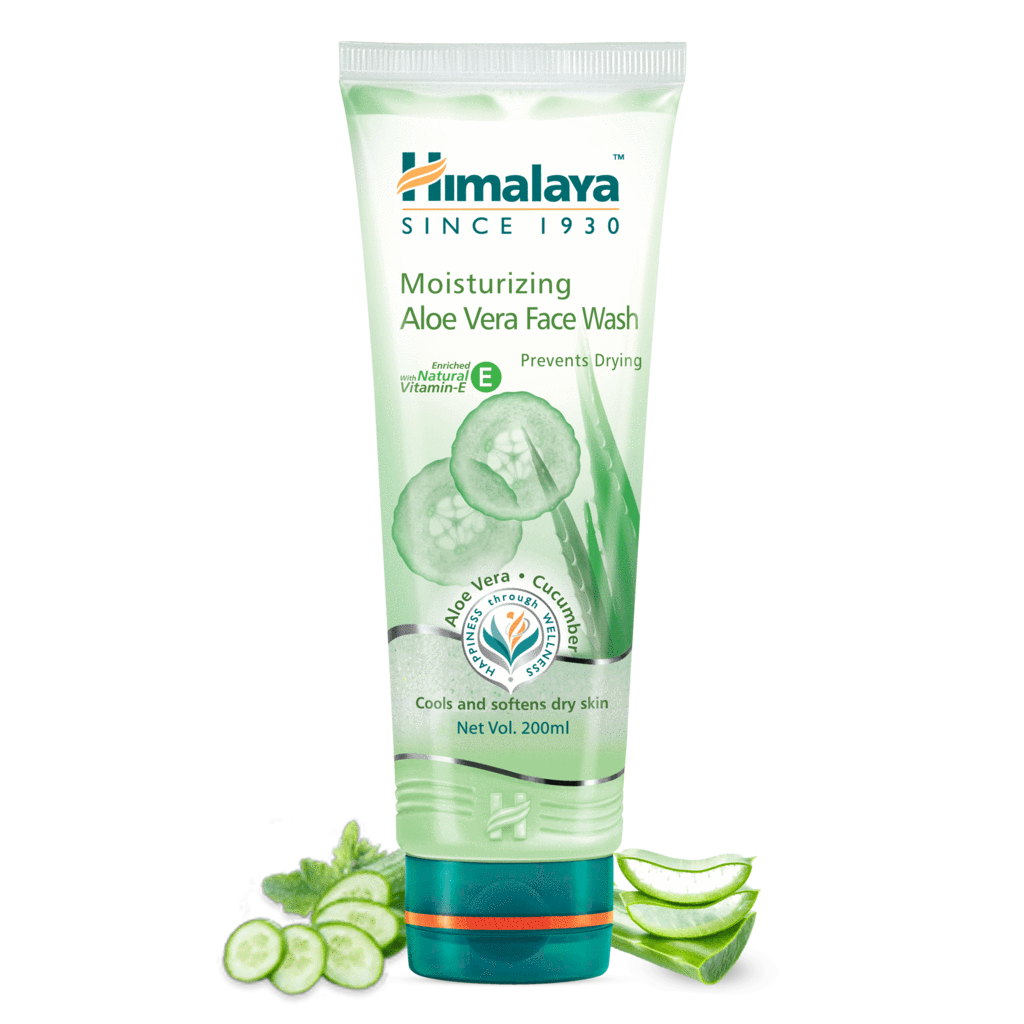 Himalaya™
SINCE 1930
Moisturizing
Aloe Vera Face Wash
Prevents Drying
Enriched
With Natural
Vitamin-E
E
Aloe Vera • Cucumber
HAPPINESS through WELLNESS
Cools and softens dry skin
Net Vol. 200ml
H